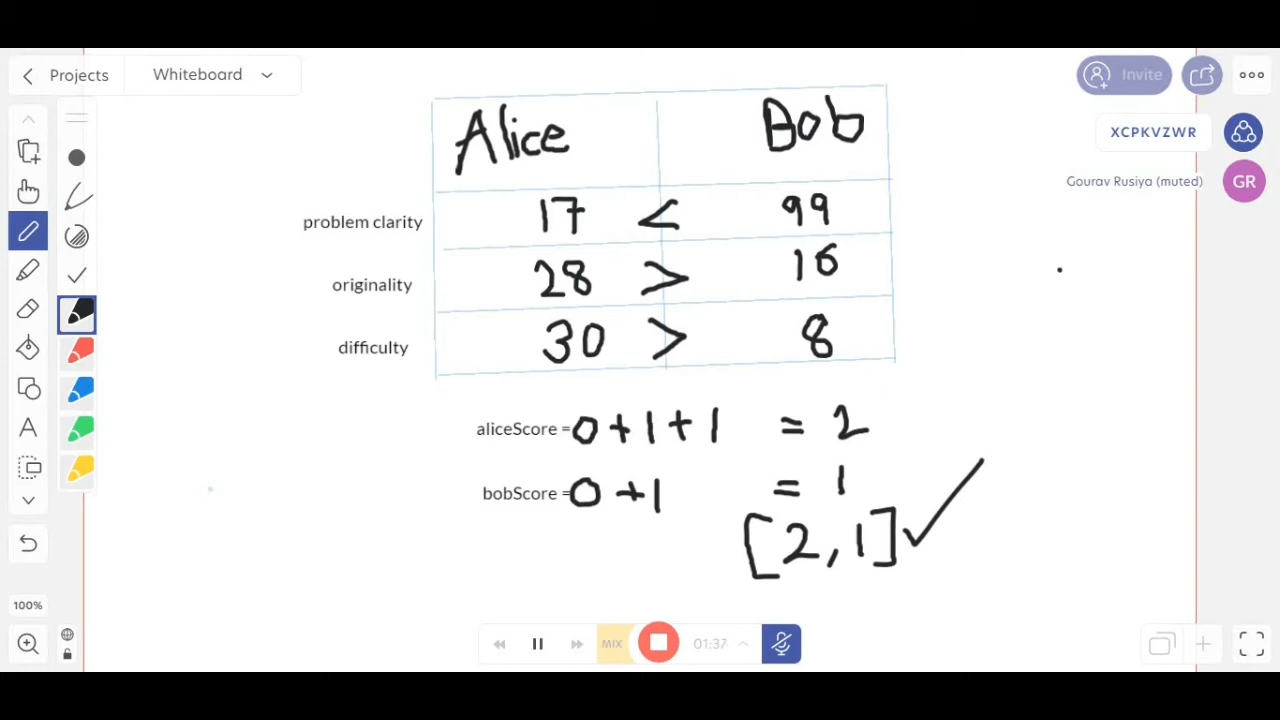 Projects Whiteboard
Invite
XCPKVZWR
Gourav Rusiya (muted) GR
Alice Bob
problem clarity 17 < 99
originality 28 > 16
difficulty 30 > 8
aliceScore = 0 + 1 + 1 = 2
bobScore = 0 + 1 = 1
[2, 1] ✓
A
100%
MIX 01:37